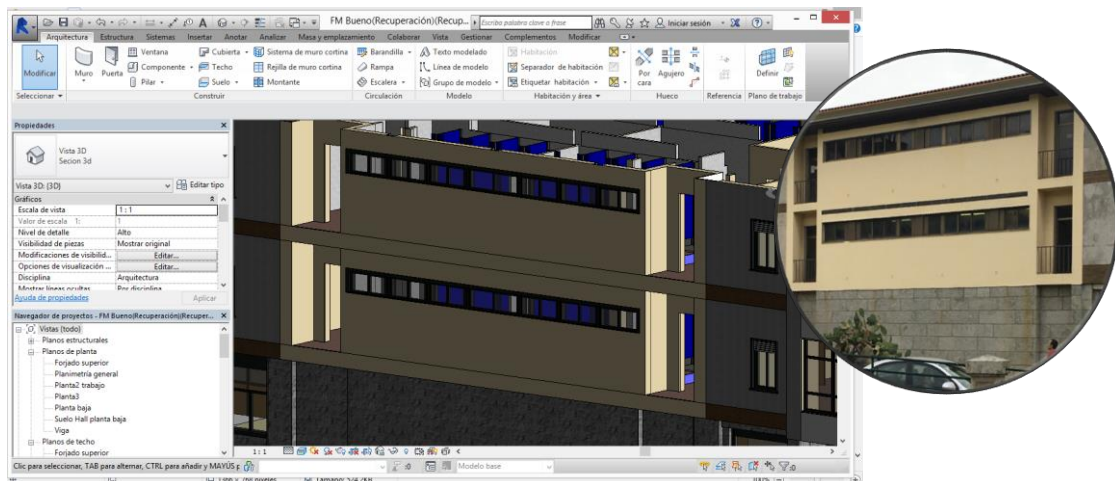 FM Bueno(Recuperación)(Recup...
Escriba palabra clave o frase
Iniciar sesión
Arquitectura Estructura Sistemas Insertar Anotar Analizar Masa y emplazamiento Colaborar Vista Gestionar Complementos Modificar
Modificar
Muro
Puerta
Ventana
Componente
Pilar
Cubierta
Techo
Suelo
Sistema de muro cortina
Rejilla de muro cortina
Montante
Barandilla
Rampa
Escalera
Texto modelado
Línea de modelo
Grupo de modelo
Habitación
Separador de habitación
Etiquetar habitación
Por cara
Agujero
Definir
Seleccionar
Construir
Circulación
Modelo
Habitación y área
Hueco
Referencia
Plano de trabajo
Propiedades
Vista 3D
Secion 3d
Vista 3D: {3D}
Editar tipo
Gráficos
Escala de vista 1 : 1
Valor de escala 1: 1
Nivel de detalle Alto
Visibilidad de piezas Mostrar original
Modificaciones de visibilid... Editar...
Opciones de visualización ... Editar...
Disciplina Arquitectura
Mostrar líneas ocultas Por disciplina
Ayuda de propiedades
Aplicar
Navegador de proyectos - FM Bueno(Recuperación)(Recuper...
Vistas (todo)
Planos estructurales
Planos de planta
Forjado superior
Planimetría general
Planta2 trabajo
Planta3
Planta baja
Suelo Hall planta baja
Viga
Planos de techo
Forjado superior
1 : 1
Clic para seleccionar, TAB para alternar, CTRL para añadir y MAYÚS p
:0
Modelo base
:0
100%